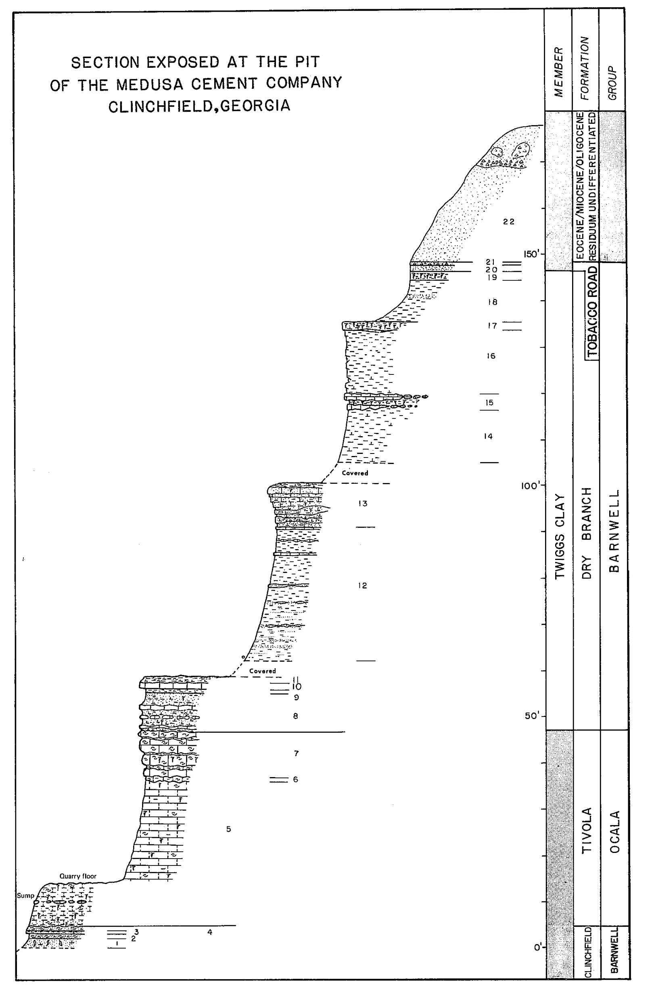 SECTION EXPOSED AT THE PIT
OF THE MEDUSA CEMENT COMPANY
CLINCHFIELD, GEORGIA
MEMBER
FORMATION
GROUP
EOCENE/MIOCENE/OLIGOCENE
RESIDUUM UNDIFFERENTIATED
22
150'
21
20
19
18
17
TOBACCO ROAD
16
15
14
Covered
100'
13
TWIGGS CLAY
DRY BRANCH
BARNWELL
12
Covered
11
10
9
8
50'
7
6
5
TIVOLA
OCALA
Quarry floor
Sump
3
4
2
1
0'
CLINCHFIELD
BARNWELL